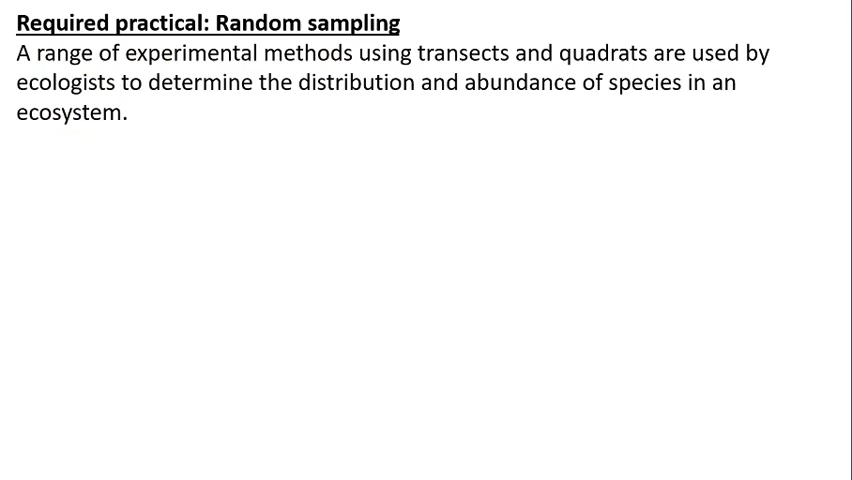 Required practical: Random sampling
A range of experimental methods using transects and quadrats are used by
ecologists to determine the distribution and abundance of species in an
ecosystem.